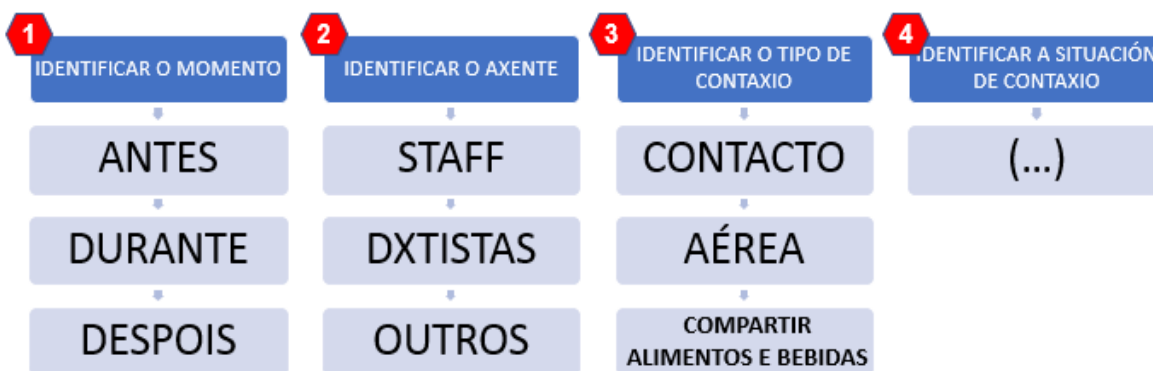 1
IDENTIFICAR O MOMENTO
ANTES
DURANTE
DESPOIS
2
IDENTIFICAR O AXENTE
STAFF
DXTISTAS
OUTROS
3
IDENTIFICAR O TIPO DE
CONTAXIO
CONTACTO
AÉREA
COMPARTIR
ALIMENTOS E BEBIDAS
4
IDENTIFICAR A SITUACIÓN
DE CONTAXIO
(...)